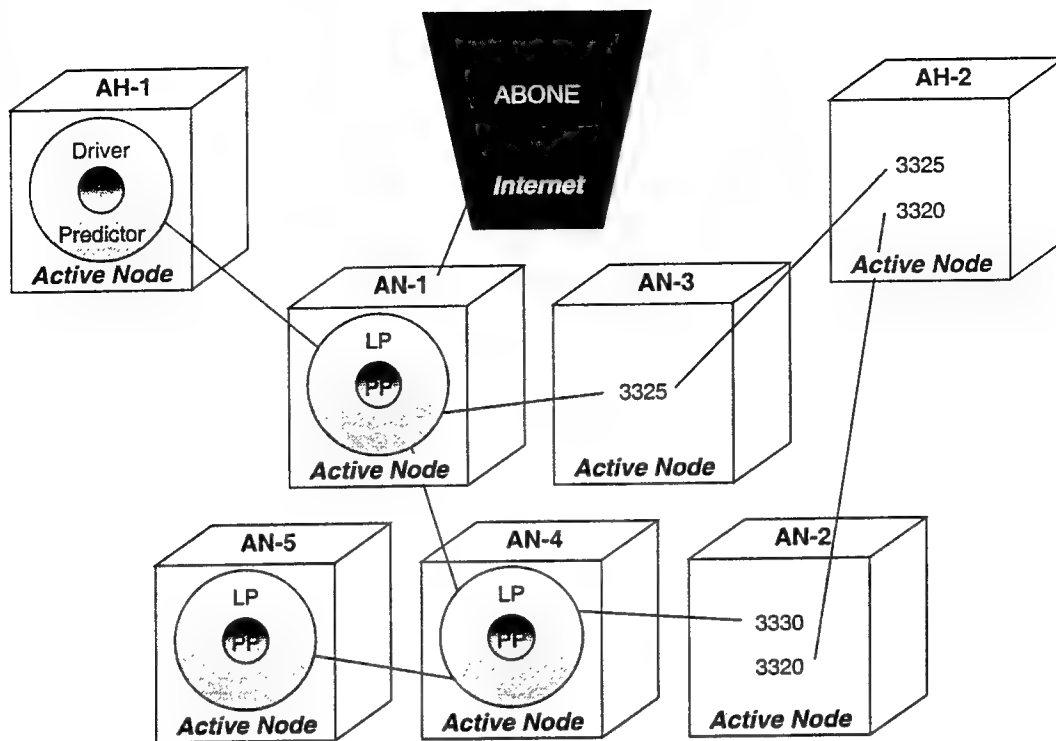 AH-1
Driver
Predictor
Active Node
ABONE
Internet
AH-2
3325
3320
Active Node
AN-1
LP
PP
Active Node
AN-3
3325
Active Node
AN-5
LP
PP
Active Node
AN-4
LP
PP
Active Node
AN-2
3330
3320
Active Node